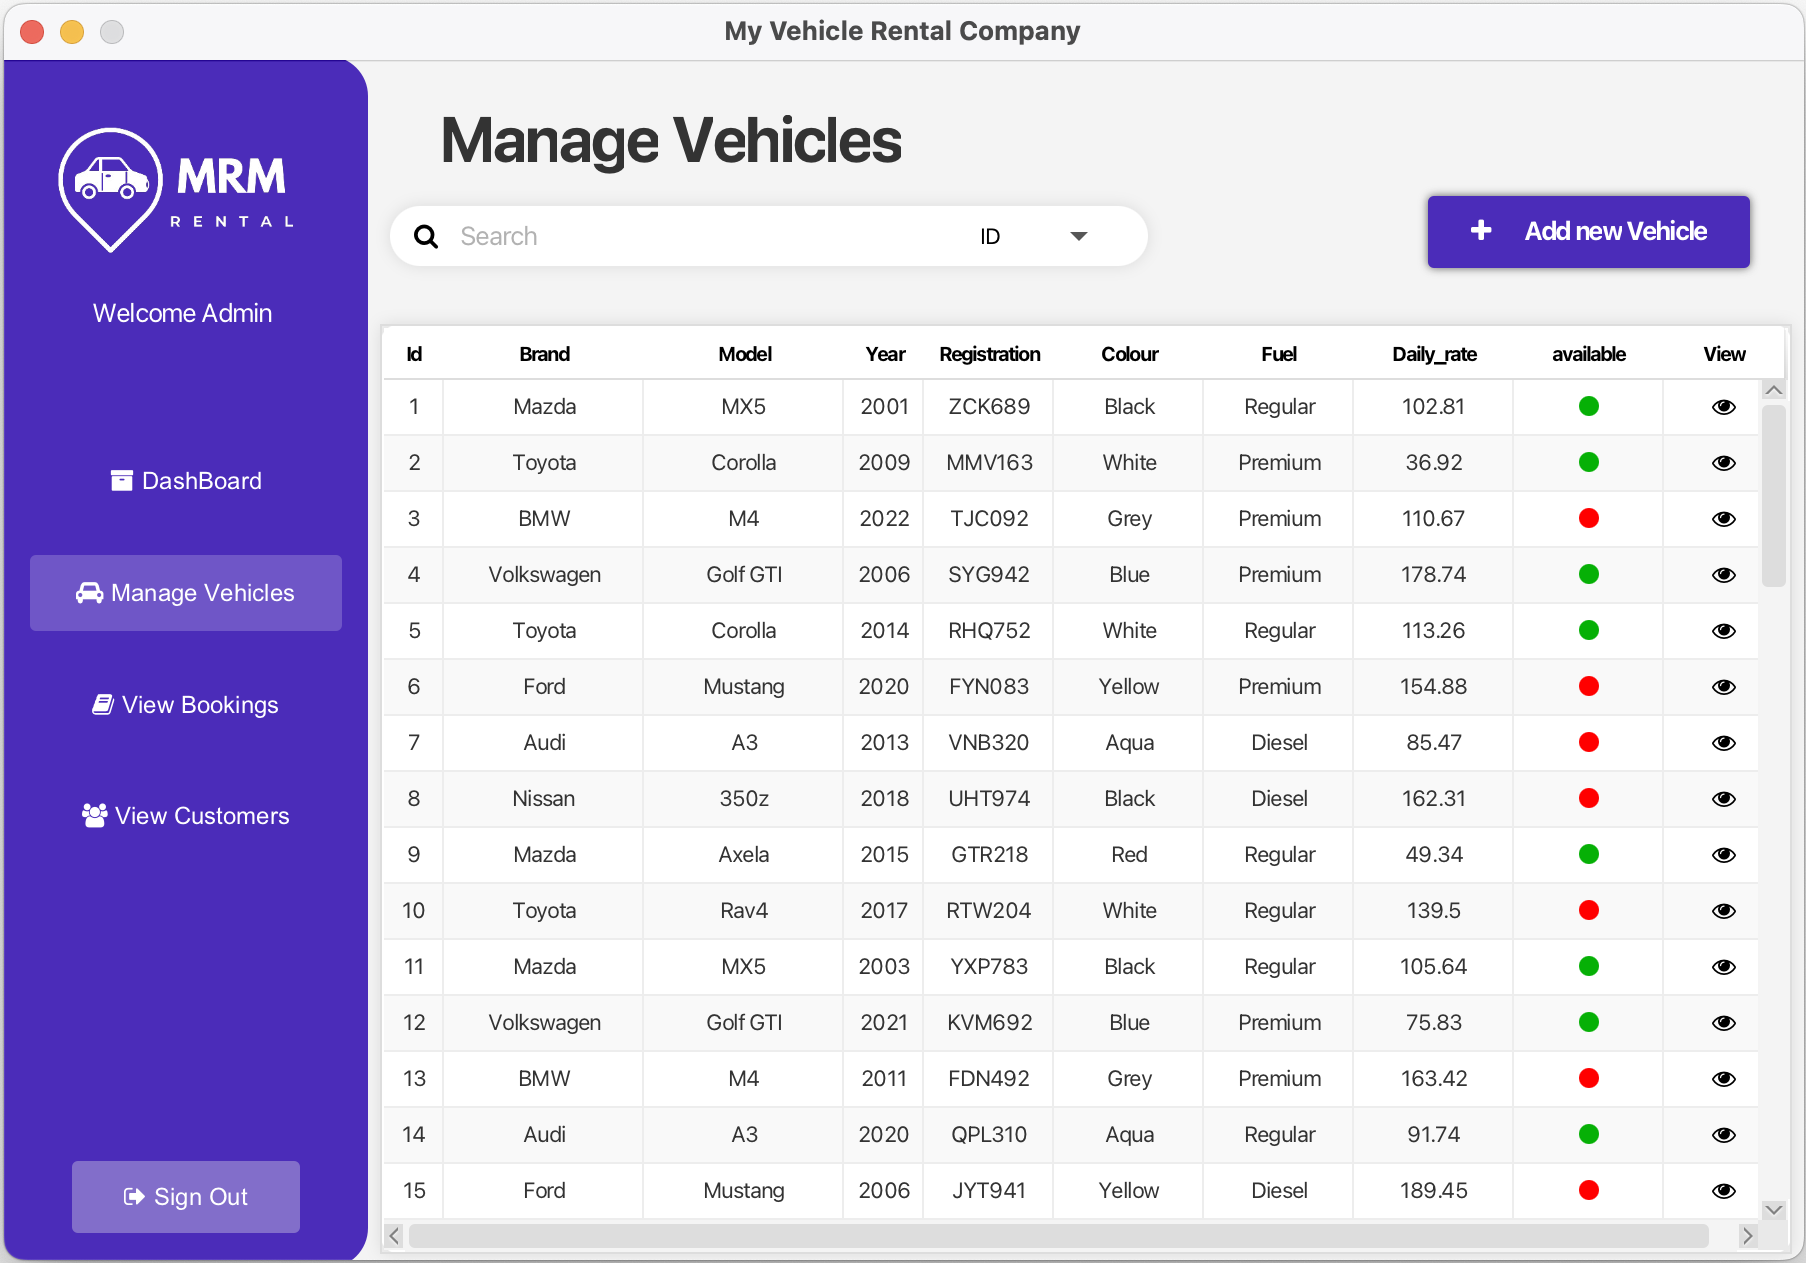 My Vehicle Rental Company
MRM
RENTAL
Welcome Admin
DashBoard
Manage Vehicles
View Bookings
View Customers
Sign Out
Manage Vehicles
Search ID
Add new Vehicle
Id Brand Model Year Registration Colour Fuel Daily_rate available View
1 Mazda MX5 2001 ZCK689 Black Regular 102.81
2 Toyota Corolla 2009 MMV163 White Premium 36.92
3 BMW M4 2022 TJC092 Grey Premium 110.67
4 Volkswagen Golf GTI 2006 SYG942 Blue Premium 178.74
5 Toyota Corolla 2014 RHQ752 White Regular 113.26
6 Ford Mustang 2020 FYN083 Yellow Premium 154.88
7 Audi A3 2013 VNB320 Aqua Diesel 85.47
8 Nissan 350z 2018 UHT974 Black Diesel 162.31
9 Mazda Axela 2015 GTR218 Red Regular 49.34
10 Toyota Rav4 2017 RTW204 White Regular 139.5
11 Mazda MX5 2003 YXP783 Black Regular 105.64
12 Volkswagen Golf GTI 2021 KVM692 Blue Premium 75.83
13 BMW M4 2011 FDN492 Grey Premium 163.42
14 Audi A3 2020 QPL310 Aqua Regular 91.74
15 Ford Mustang 2006 JYT941 Yellow Diesel 189.45